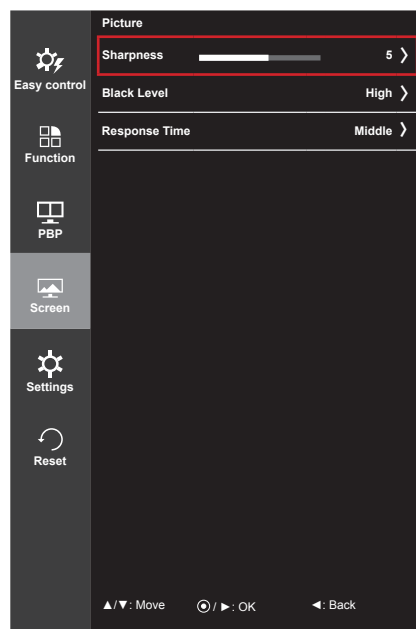 Picture
Sharpness 5 〉
Easy control
Black Level High 〉
Response Time Middle 〉
Function
PBP
Screen
Settings
Reset
▲/▼: Move ⦿ / ►: OK ◄: Back